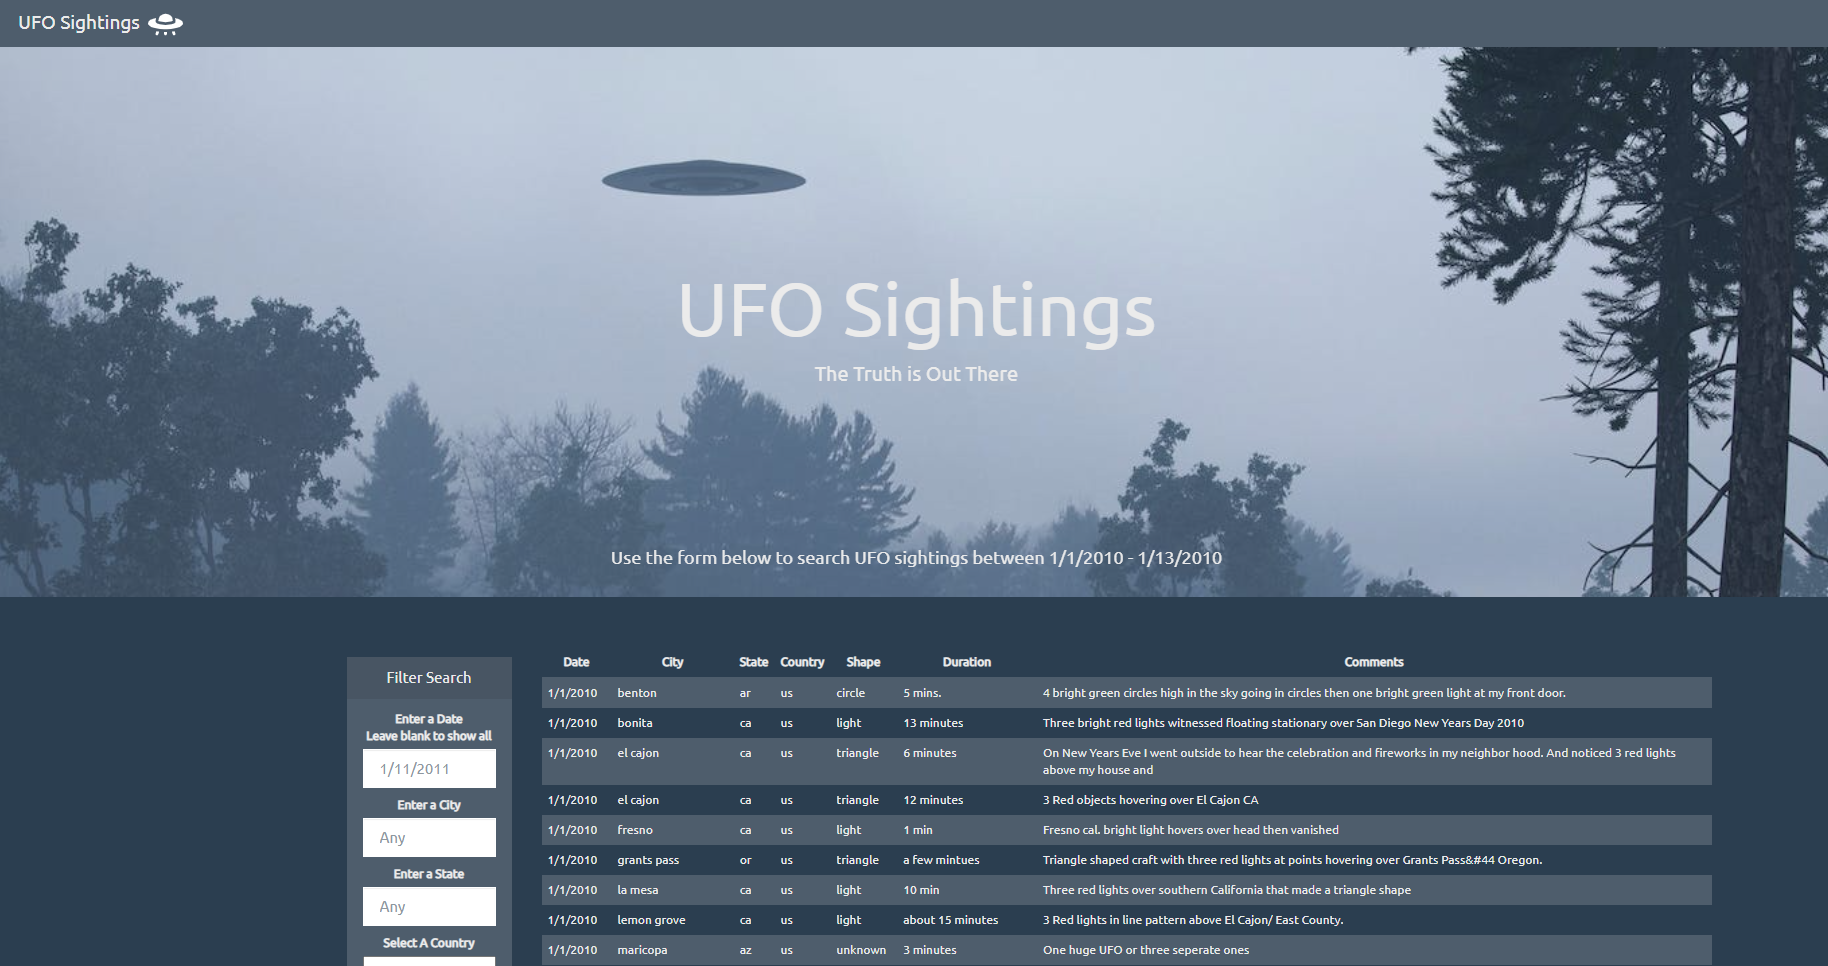 UFO Sightings
UFO Sightings
The Truth is Out There
Use the form below to search UFO sightings between 1/1/2010 - 1/13/2010
Filter Search
Enter a Date
Leave blank to show all
1/11/2011
Enter a City
Any
Enter a State
Any
Select A Country
Date City State Country Shape Duration Comments
1/1/2010 benton ar us circle 5 mins. 4 bright green circles high in the sky going in circles then one bright green light at my front door.
1/1/2010 bonita ca us light 13 minutes Three bright red lights witnessed floating stationary over San Diego New Years Day 2010
1/1/2010 el cajon ca us triangle 6 minutes On New Years Eve I went outside to hear the celebration and fireworks in my neighbor hood. And noticed 3 red lights
above my house and
1/1/2010 el cajon ca us triangle 12 minutes 3 Red objects hovering over El Cajon CA
1/1/2010 fresno ca us light 1 min Fresno cal. bright light hovers over head then vanished
1/1/2010 grants pass or us triangle a few mintues Triangle shaped craft with three red lights at points hovering over Grants Pass&#44 Oregon.
1/1/2010 la mesa ca us light 10 min Three red lights over southern California that made a triangle shape
1/1/2010 lemon grove ca us light about 15 minutes 3 Red lights in line pattern above El Cajon/ East County.
1/1/2010 maricopa az us unknown 3 minutes One huge UFO or three seperate ones